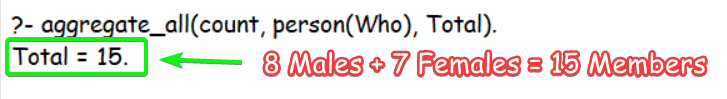 ?- aggregate_all(count, person(Who), Total).
Total = 15.
8 Males + 7 Females = 15 Members